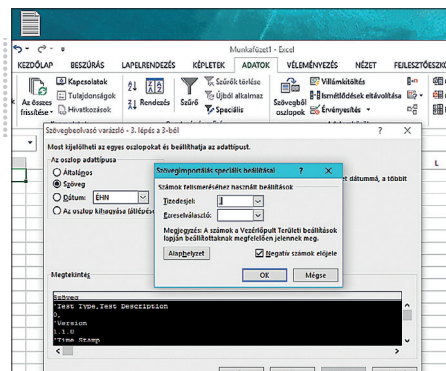 Munkafüzet1 - Excel
KEZDŐLAP BESZÚRÁS LAPELRENDEZÉS KÉPLETEK ADATOK VÉLEMÉNYEZÉS NÉZET FEJLESZTŐESZKÖ
Az összes frissítése
Kapcsolatok
Tulajdonságok
Hivatkozások
Rendezés
Szűrő
Szűrők törlése
Újból alkalmaz
Speciális
Szövegből oszlopok
Villámkitöltés
Ismétlődések eltávolítása
Érvényesítés
Szövegbeolvasó varázsló - 3. lépés a 3-ból ? X
Most kijelölheti az egyes oszlopokat és beállíthatja az adattípust.
Az oszlop adattípusa
Általános
Szöveg
Dátum: ÉHN
Az oszlop kihagyása (átlépése
et dátummá, a többit
L
Szövegimportálás speciális beállításai ? X
Számok felismeréséhez használt beállítások
Tizedesjel:
Ezreselválasztó:
Megjegyzés: A számok a Vezérlőpult Területi beállítások
lapján beállítottaknak megfelelően jelennek meg.
Alaphelyzet
Negatív számok előjele
OK Mégse
Megtekintés
Szöveg
"Test Type,Test Description
0,
"Version
1.1.0
"Time Stamp